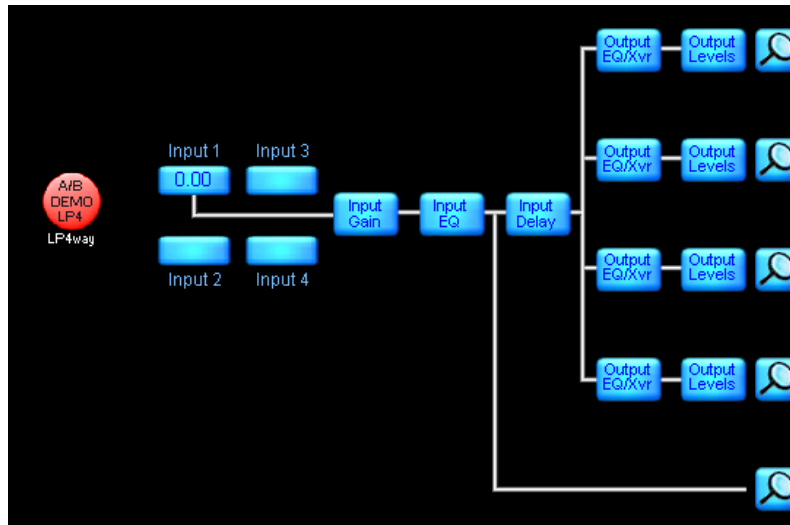 Output
EQ/Xvr
Output
Levels
Input 1
Input 3
Output
EQ/Xvr
Output
Levels
0.00
A/B
DEMO
LP4
LP4way
Input
Gain
Input
EQ
Input
Delay
Input 2
Input 4
Output
EQ/Xvr
Output
Levels
Output
EQ/Xvr
Output
Levels